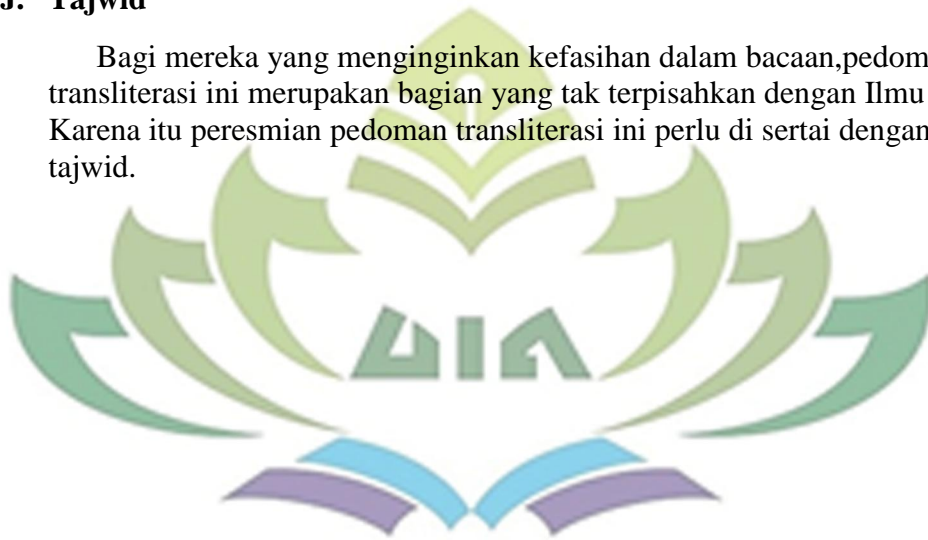 J. Tajwid
Bagi mereka yang menginginkan kefasihan dalam bacaan,pedom
transliterasi ini merupakan bagian yang tak terpisahkan dengan Ilmu
Karena itu peresmian pedoman transliterasi ini perlu di sertai dengan
tajwid.
UIN